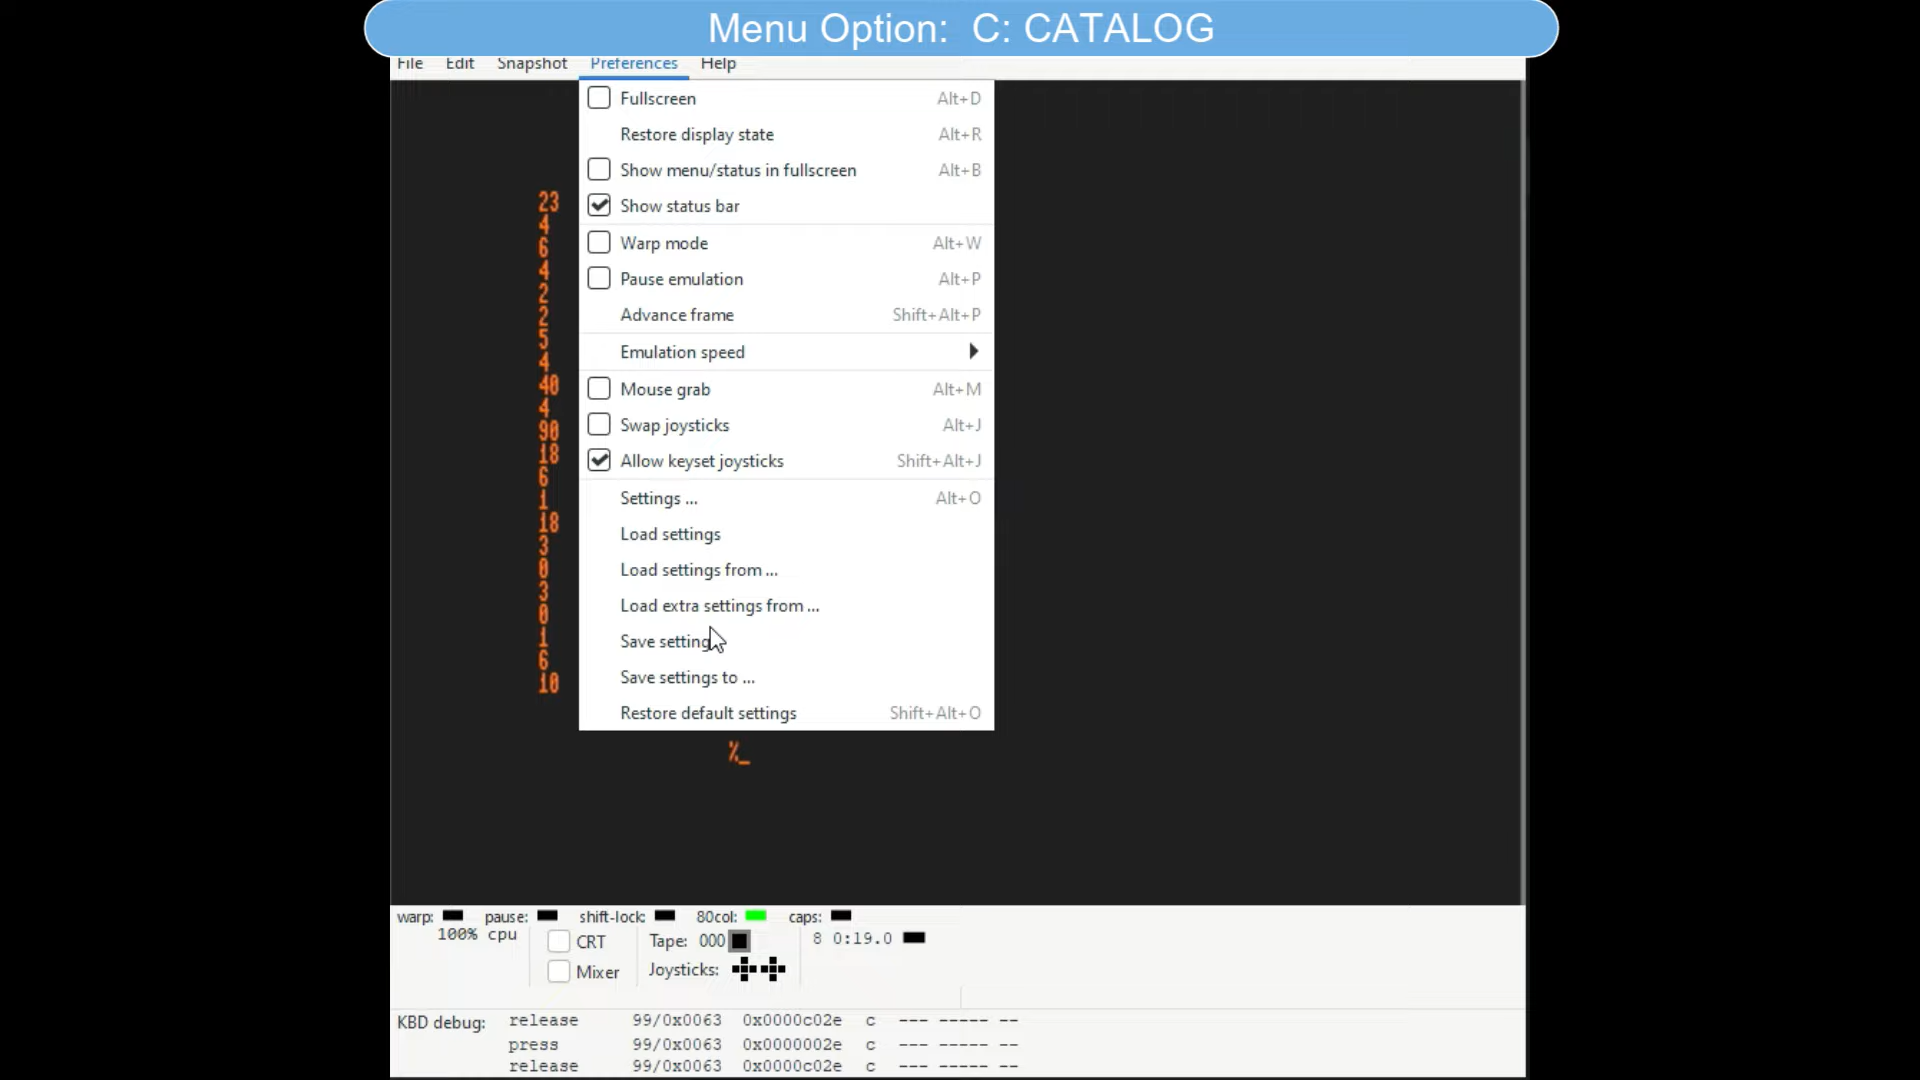 Menu Option:  C: CATALOG
File Edit Snapshot Preferences Help
Fullscreen Alt+D
Restore display state Alt+R
Show menu/status in fullscreen Alt+B
Show status bar
Warp mode Alt+W
Pause emulation Alt+P
Advance frame Shift+Alt+P
Emulation speed
Mouse grab Alt+M
Swap joysticks Alt+J
Allow keyset joysticks Shift+Alt+J
Settings ... Alt+O
Load settings
Load settings from ...
Load extra settings from ...
Save setting
Save settings to ...
Restore default settings Shift+Alt+O
23
4
6
4
2
2
5
4
40
4
90
18
6
1
18
3
0
3
0
1
6
10
%_
warp: pause: shift-lock: 80col: caps:
100% cpu CRT Tape: 000 8 0:19.0
Mixer Joysticks:
KBD debug: release 99/0x0063 0x0000c02e c --- ----- --
press 99/0x0063 0x0000002e c --- ----- --
release 99/0x0063 0x0000c02e c --- ----- --